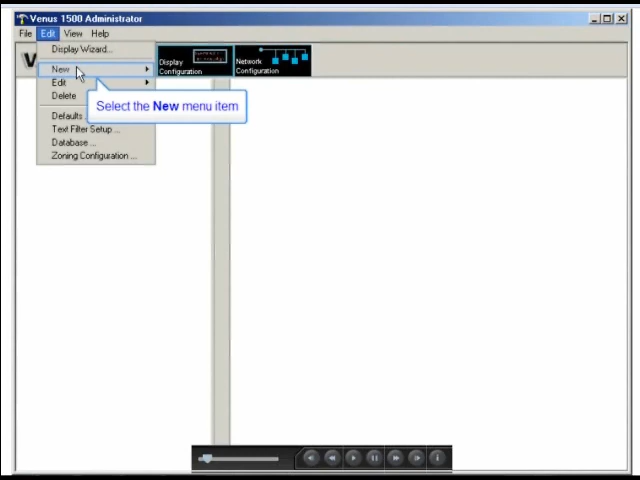 Venus 1500 Administrator
File Edit View Help
Display Wizard...
New
Edit
Delete
Defaults
Text Filter Setup ...
Database ...
Zoning Configuration ...
Select the New menu item
V
Display
Configuration
Network
Configuration